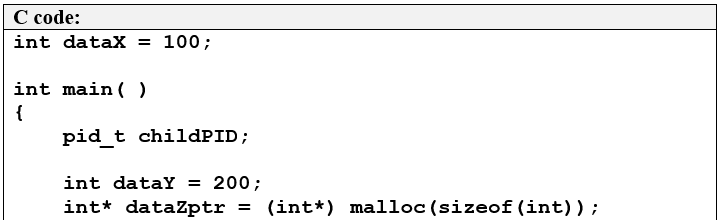 C code:
int dataX = 100;
int main( )
{
pid_t childPID;
int dataY = 200;
int* dataZptr = (int*) malloc(sizeof(int));